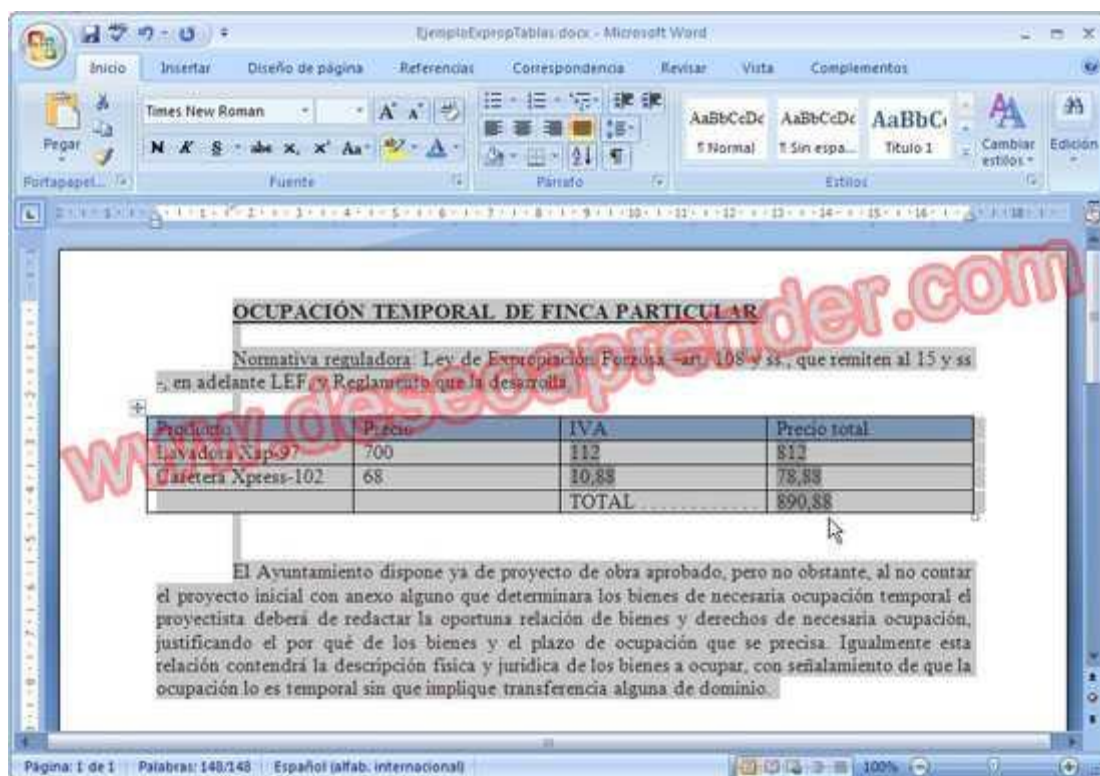 EjemploExpropTablas.docx - Microsoft Word
Inicio Insertar Diseño de página Referencias Correspondencia Revisar Vista Complementos
Pegar
Times New Roman
N K S abe x, x² Aa
AaBbCcDc AaBbCcDc AaBbC
¶ Normal ¶ Sin espa... Título 1
Cambiar estilos
Edición
Portapapel... Fuente Párrafo Estilos
OCUPACIÓN TEMPORAL DE FINCA PARTICULAR
Normativa reguladora: Ley de Expropiación Forzosa –art. 108 y ss., que remiten al 15 y ss
-, en adelante LEF, y Reglamento que la desarrolla.
Producto Precio IVA Precio total
Lavadora Xap-97 700 112 812
Cafetera Xpress-102 68 10,88 78,88
TOTAL 890,88
El Ayuntamiento dispone ya de proyecto de obra aprobado, pero no obstante, al no contar
el proyecto inicial con anexo alguno que determinara los bienes de necesaria ocupación temporal el
proyectista deberá de redactar la oportuna relación de bienes y derechos de necesaria ocupación,
justificando el por qué de los bienes y el plazo de ocupación que se precisa. Igualmente esta
relación contendrá la descripción física y jurídica de los bienes a ocupar, con señalamiento de que la
ocupación lo es temporal sin que implique transferencia alguna de dominio.
www.deseoaprender.com
Página: 1 de 1 Palabras: 148/148 Español (alfab. internacional) 100%